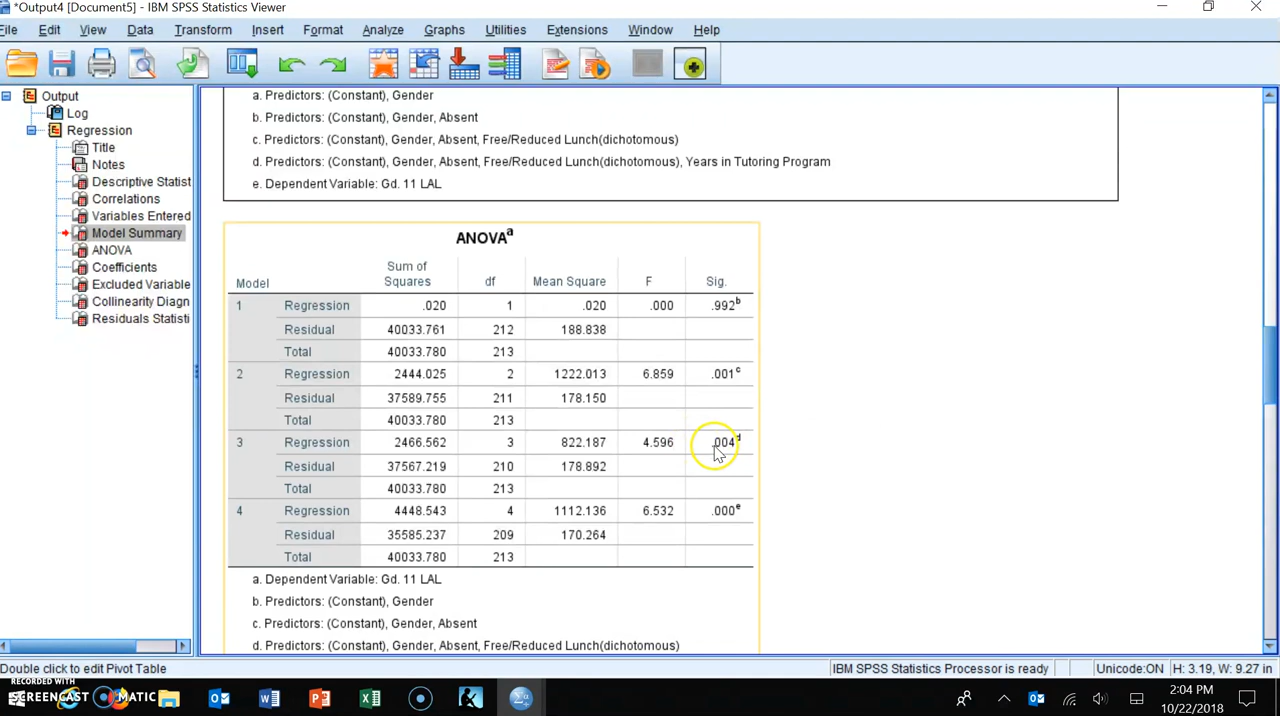 *Output4 [Document5] - IBM SPSS Statistics Viewer
File Edit View Data Transform Insert Format Analyze Graphs Utilities Extensions Window Help
Output
Log
Regression
Title
Notes
Descriptive Statist
Correlations
Variables Entered
Model Summary
ANOVA
Coefficients
Excluded Variable
Collinearity Diagn
Residuals Statisti
a. Predictors: (Constant), Gender
b. Predictors: (Constant), Gender, Absent
c. Predictors: (Constant), Gender, Absent, Free/Reduced Lunch(dichotomous)
d. Predictors: (Constant), Gender, Absent, Free/Reduced Lunch(dichotomous), Years in Tutoring Program
e. Dependent Variable: Gd. 11 LAL
ANOVAa
Model Sum of Squares df Mean Square F Sig.
1 Regression .020 1 .020 .000 .992b
Residual 40033.761 212 188.838
Total 40033.780 213
2 Regression 2444.025 2 1222.013 6.859 .001c
Residual 37589.755 211 178.150
Total 40033.780 213
3 Regression 2466.562 3 822.187 4.596 .004d
Residual 37567.219 210 178.892
Total 40033.780 213
4 Regression 4448.543 4 1112.136 6.532 .000e
Residual 35585.237 209 170.264
Total 40033.780 213
a. Dependent Variable: Gd. 11 LAL
b. Predictors: (Constant), Gender
c. Predictors: (Constant), Gender, Absent
d. Predictors: (Constant), Gender, Absent, Free/Reduced Lunch(dichotomous)
Double click to edit Pivot Table IBM SPSS Statistics Processor is ready Unicode:ON H: 3.19, W: 9.27 in
RECORDED WITH
SCREENCAST MATIC
2:04 PM
10/22/2018